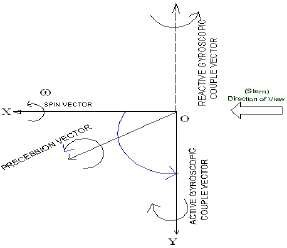 REACTIVE GYROSCOPIC
COUPLE VECTOR
ω
SPIN VECTOR
X
O
(Stern)
Direction of View
PRECESSION VECTOR
ACTIVE GYROSCOPIC
COUPLE VECTOR
Y